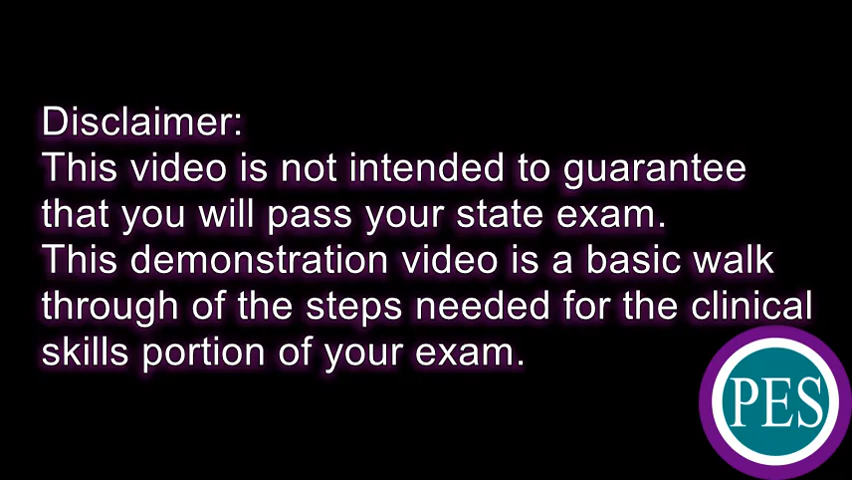 Disclaimer:
This video is not intended to guarantee
that you will pass your state exam.
This demonstration video is a basic walk
through of the steps needed for the clinical
skills portion of your exam.
PES